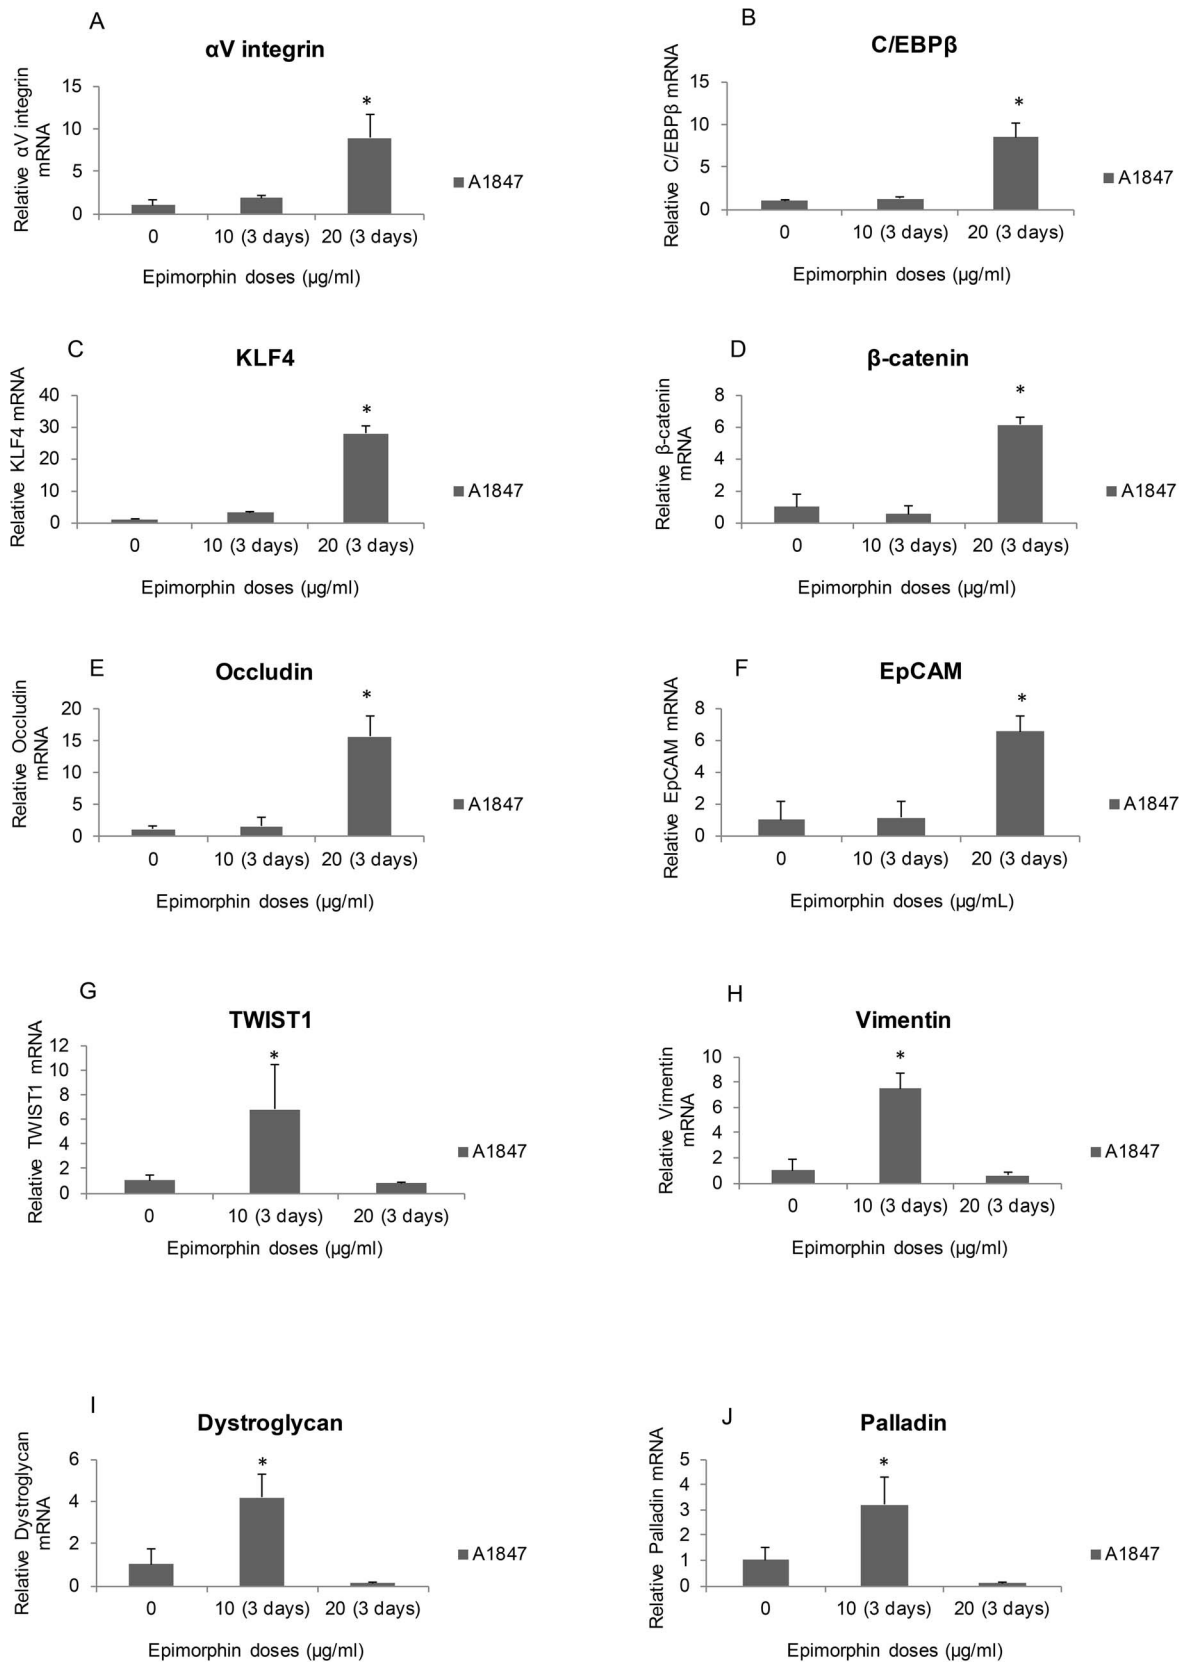 A
αV integrin
Relative αV integrin
mRNA
15
10
5
0
*
0 10 (3 days) 20 (3 days)
Epimorphin doses (µg/ml)
A1847
B
C/EBPβ
Relative C/EBPβ mRNA
15
10
5
0
*
0 10 (3 days) 20 (3 days)
Epimorphin doses (µg/ml)
A1847
C
KLF4
Relative KLF4 mRNA
40
30
20
10
0
*
0 10 (3 days) 20 (3 days)
Epimorphin doses (µg/ml)
A1847
D
β-catenin
Relative β-catenin
mRNA
8
6
4
2
0
*
0 10 (3 days) 20 (3 days)
Epimorphin doses (µg/ml)
A1847
E
Occludin
Relative Occludin
mRNA
20
15
10
5
0
*
0 10 (3 days) 20 (3 days)
Epimorphin doses (µg/ml)
A1847
F
EpCAM
Relative EpCAM mRNA
8
6
4
2
0
*
0 10 (3 days) 20 (3 days)
Epimorphin doses (µg/mL)
A1847
G
TWIST1
Relative TWIST1 mRNA
12
10
8
6
4
2
0
*
0 10 (3 days) 20 (3 days)
Epimorphin doses (µg/ml)
A1847
H
Vimentin
Relative Vimentin
mRNA
10
8
6
4
2
0
*
0 10 (3 days) 20 (3 days)
Epimorphin doses (µg/ml)
A1847
I
Dystroglycan
Relative Dystroglycan
mRNA
6
4
2
0
*
0 10 (3 days) 20 (3 days)
Epimorphin doses (µg/ml)
A1847
J
Palladin
Relative Palladin mRNA
5
4
3
2
1
0
*
0 10 (3 days) 20 (3 days)
Epimorphin doses (µg/ml)
A1847